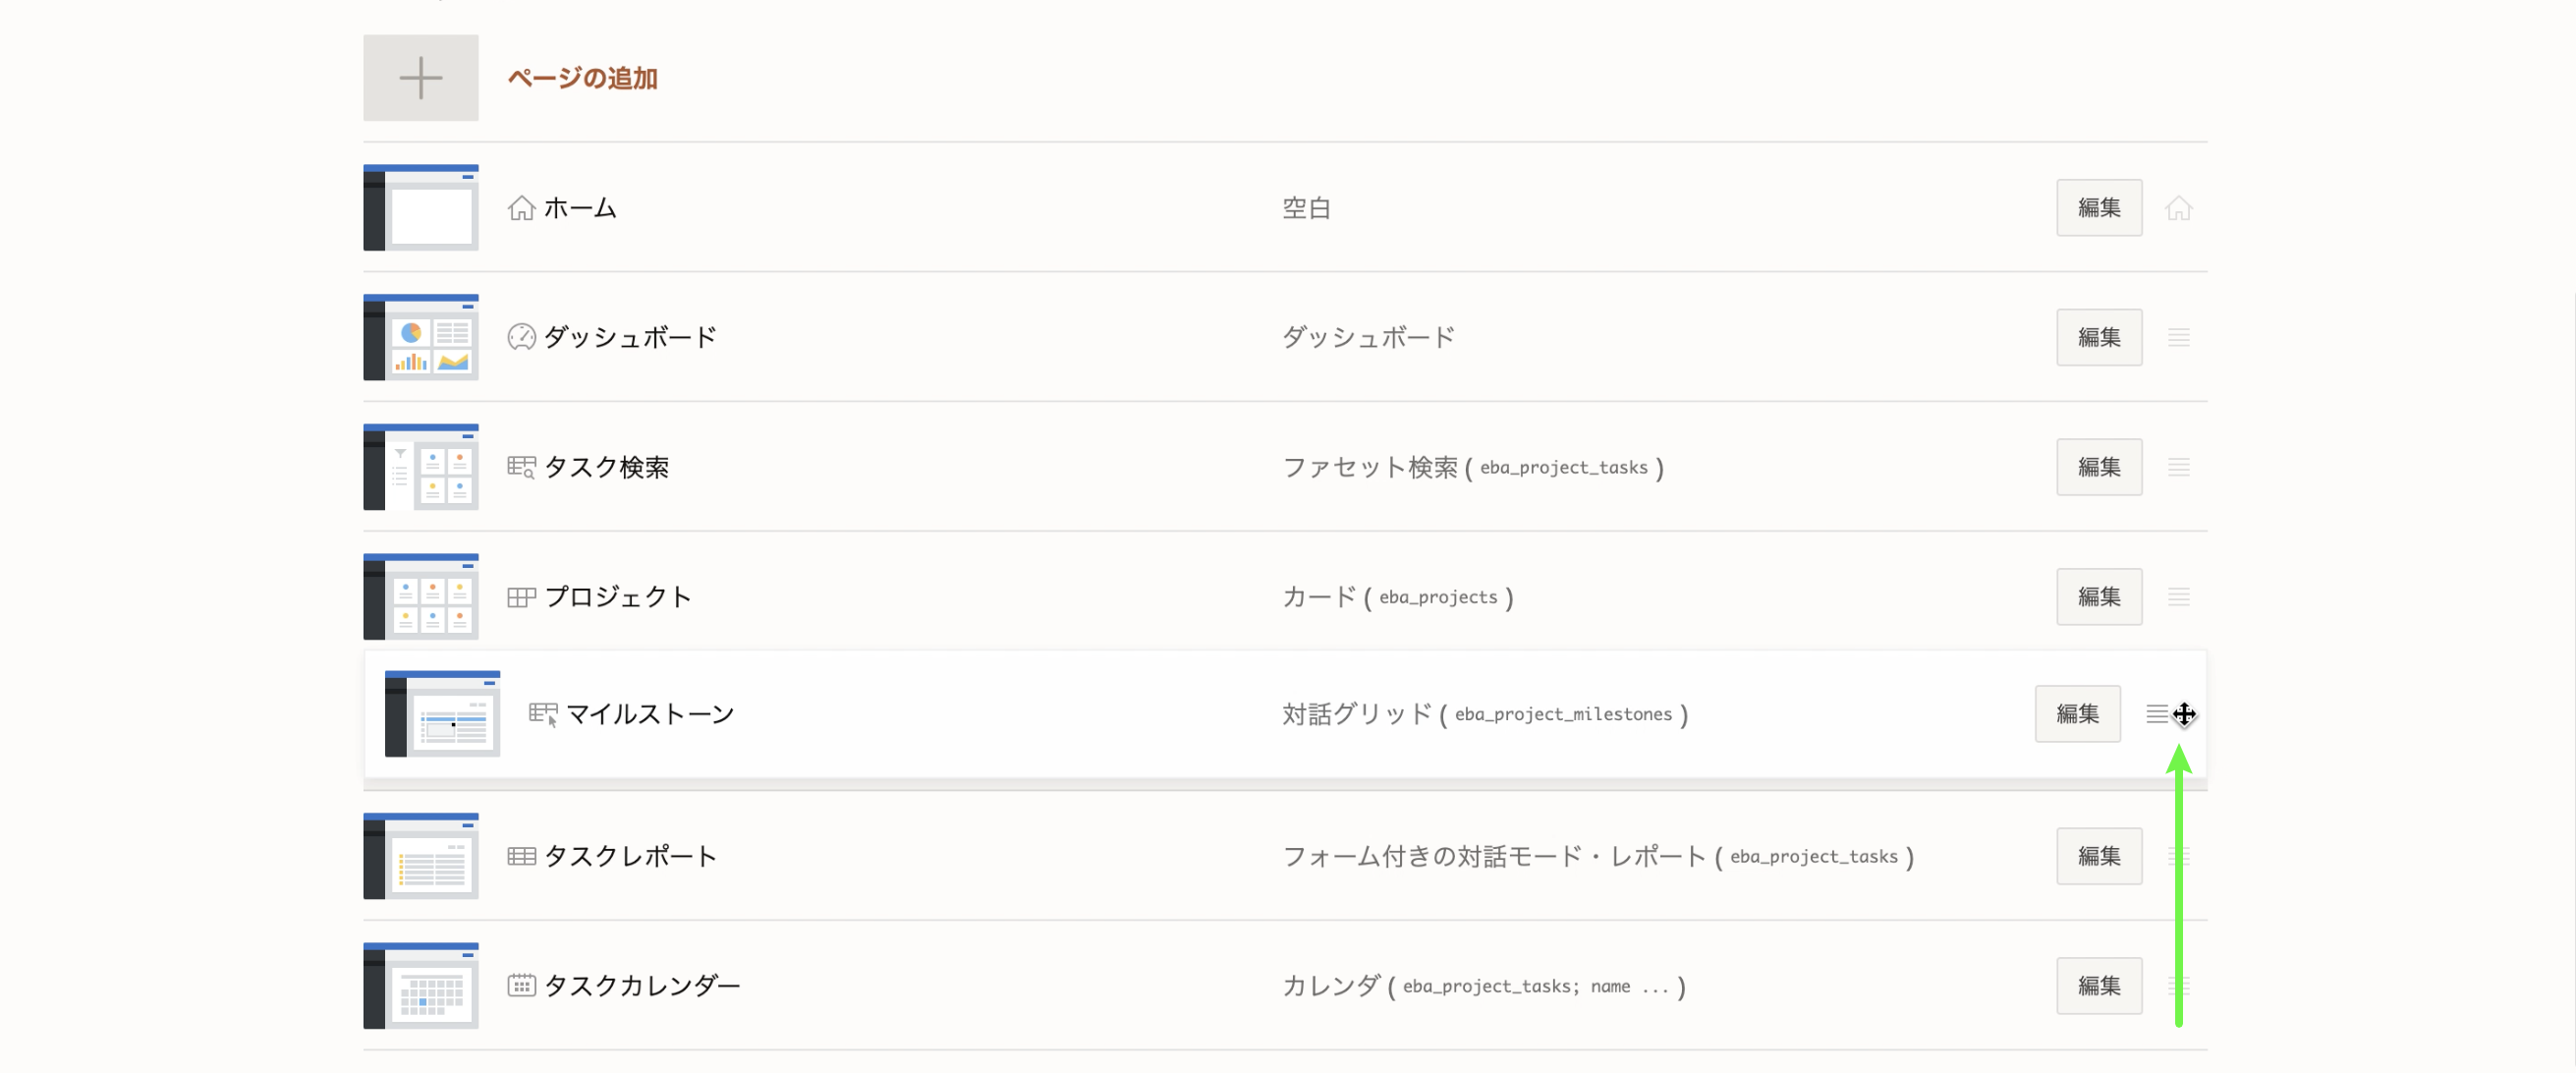 ページの追加
ホーム 空白 編集
ダッシュボード ダッシュボード 編集
タスク検索 ファセット検索 ( eba_project_tasks ) 編集
プロジェクト カード ( eba_projects ) 編集
マイルストーン 対話グリッド ( eba_project_milestones ) 編集
タスクレポート フォーム付きの対話モード・レポート ( eba_project_tasks ) 編集
タスクカレンダー カレンダ ( eba_project_tasks; name ... ) 編集